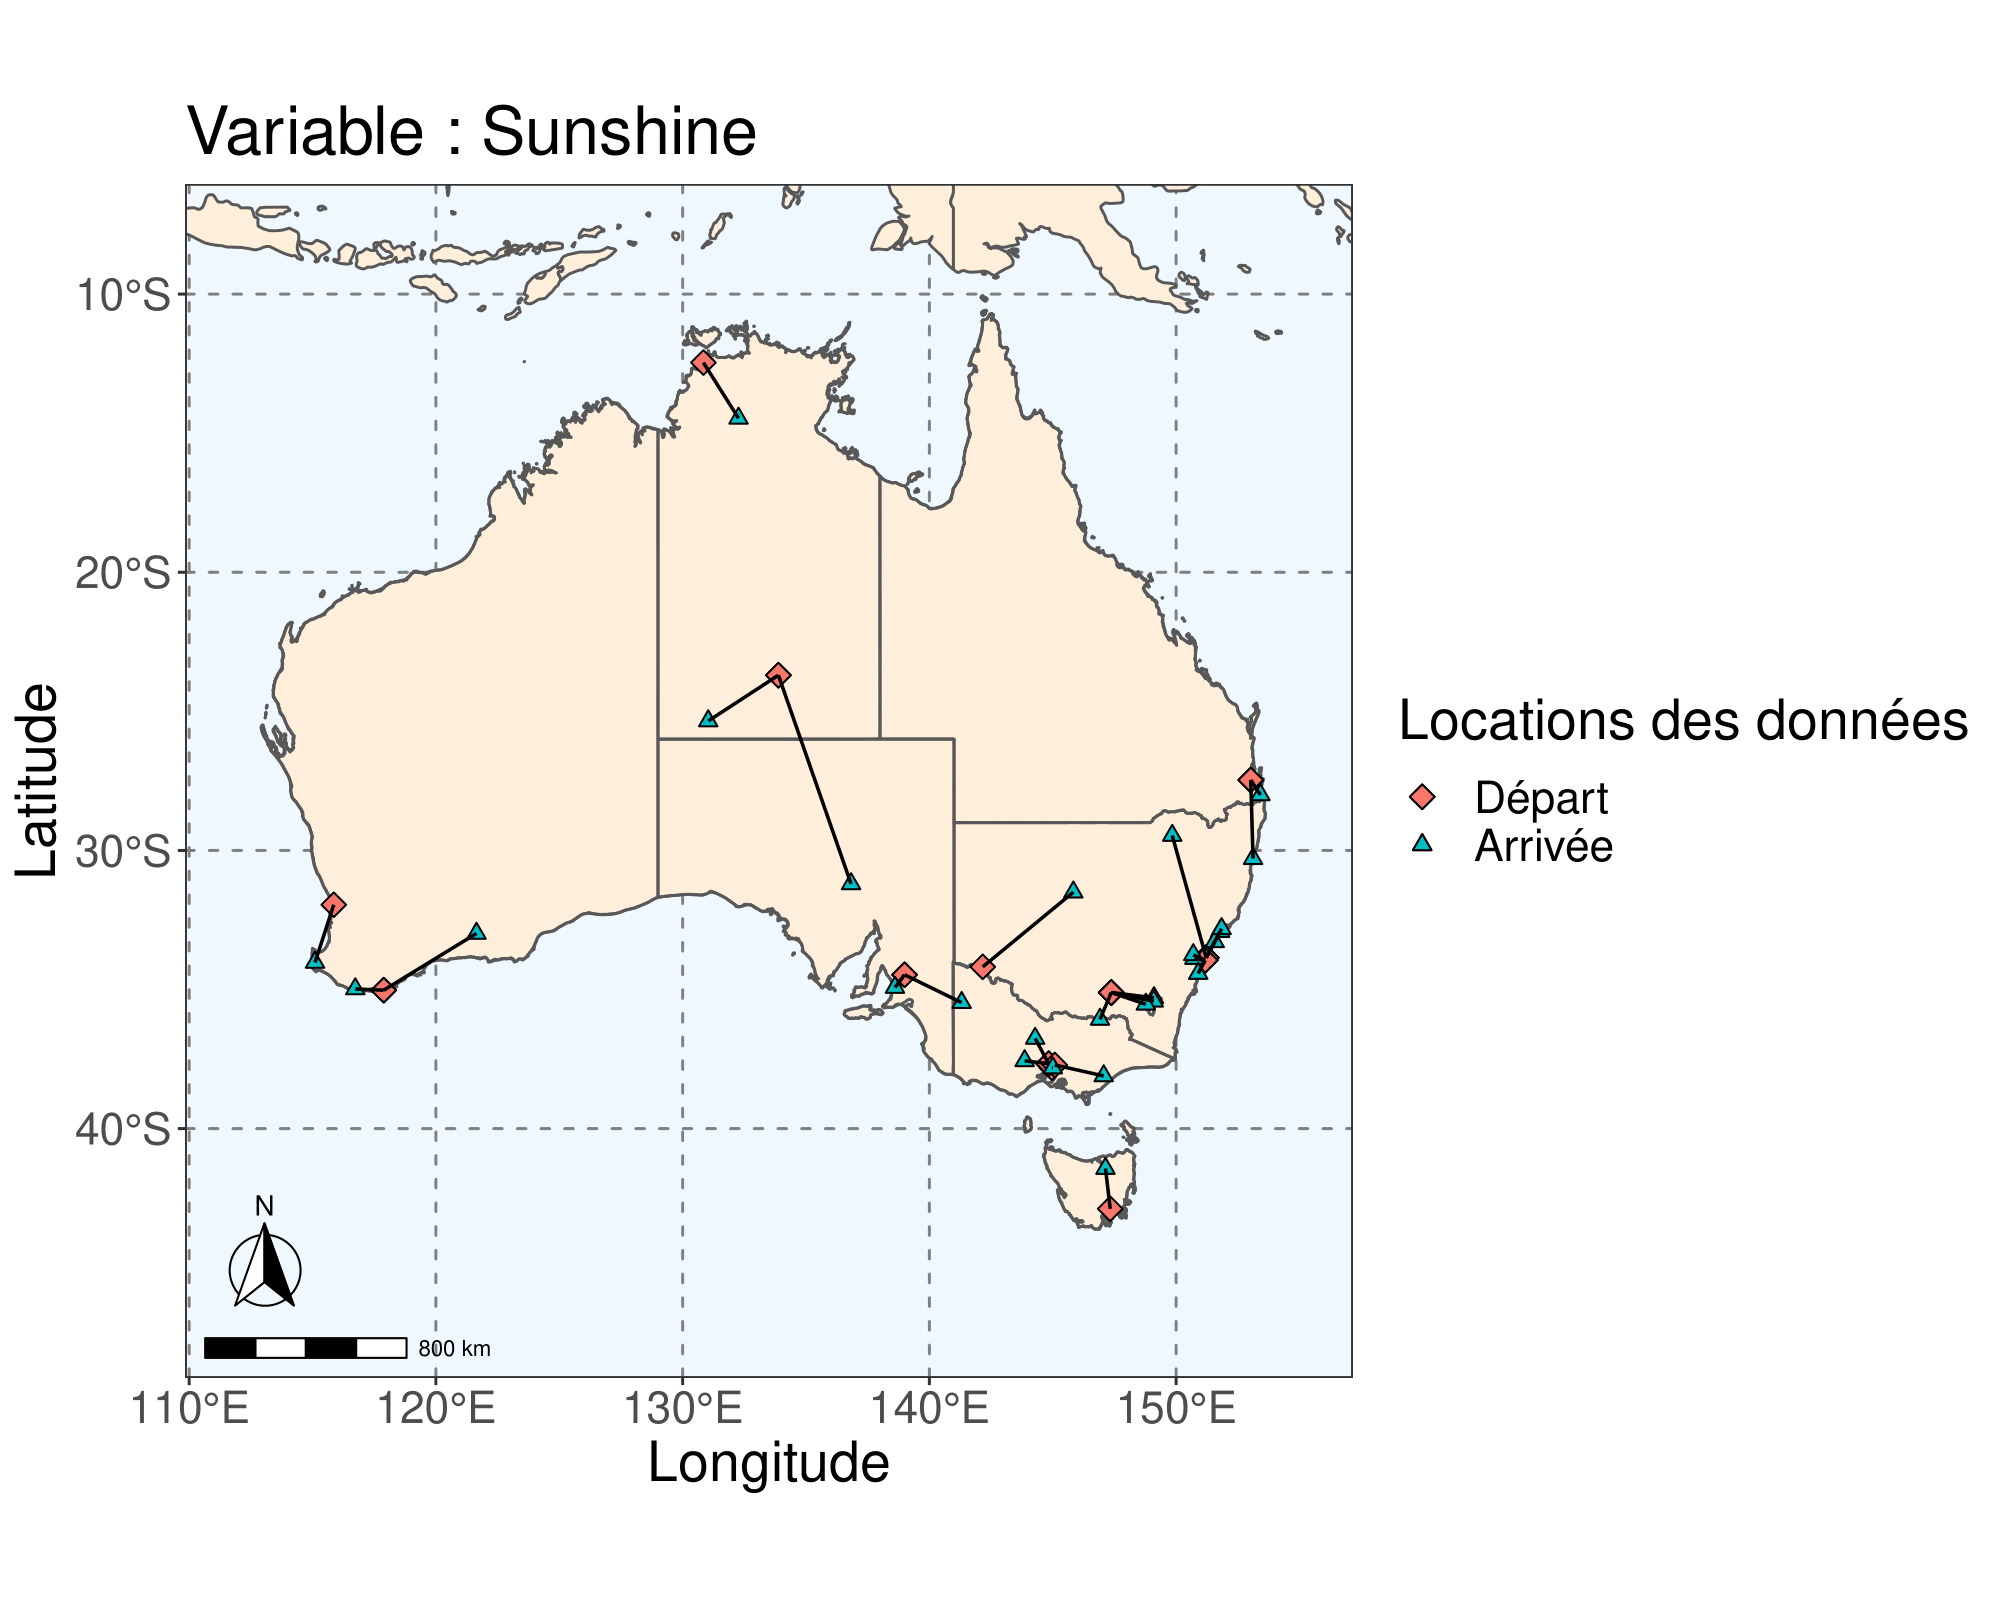 Variable : Sunshine
10°S
20°S
30°S
40°S
Latitude
N
800 km
110°E
120°E
130°E
140°E
150°E
Longitude
Locations des données
Départ
Arrivée